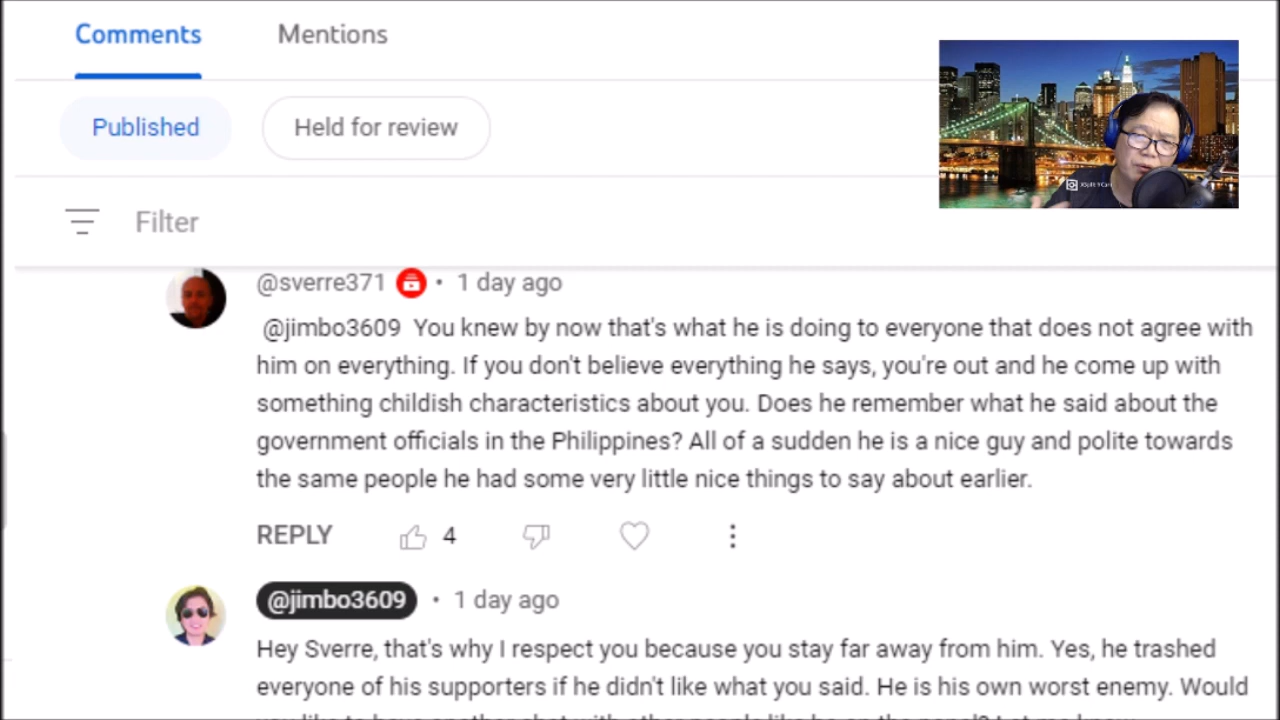 Comments Mentions
Published Held for review
Filter
@sverre371 • 1 day ago
@jimbo3609 You knew by now that's what he is doing to everyone that does not agree with
him on everything. If you don't believe everything he says, you're out and he come up with
something childish characteristics about you. Does he remember what he said about the
government officials in the Philippines? All of a sudden he is a nice guy and polite towards
the same people he had some very little nice things to say about earlier.
REPLY 4
@jimbo3609 • 1 day ago
Hey Sverre, that's why I respect you because you stay far away from him. Yes, he trashed
everyone of his supporters if he didn't like what you said. He is his own worst enemy. Would